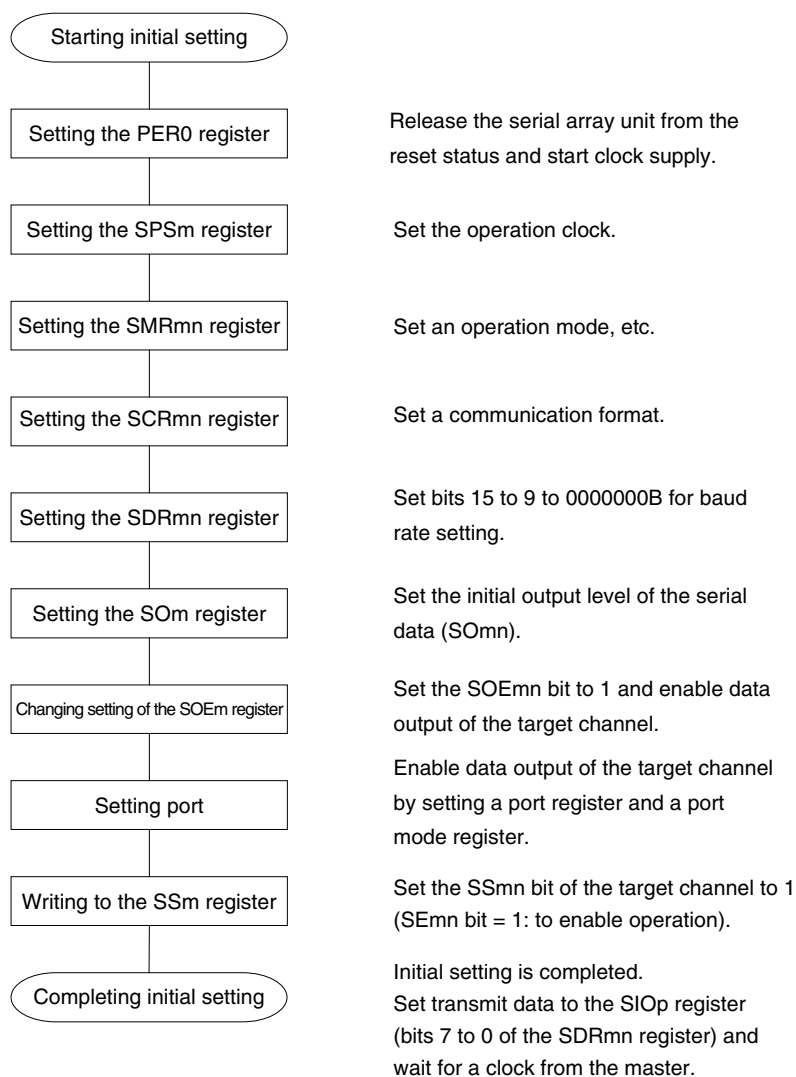 Starting initial setting
Setting the PER0 register
Release the serial array unit from the
reset status and start clock supply.
Setting the SPSm register
Set the operation clock.
Setting the SMRmn register
Set an operation mode, etc.
Setting the SCRmn register
Set a communication format.
Setting the SDRmn register
Set bits 15 to 9 to 0000000B for baud
rate setting.
Setting the SOm register
Set the initial output level of the serial
data (SOmn).
Changing setting of the SOEm register
Set the SOEmn bit to 1 and enable data
output of the target channel.
Setting port
Enable data output of the target channel
by setting a port register and a port
mode register.
Writing to the SSm register
Set the SSmn bit of the target channel to 1
(SEmn bit = 1: to enable operation).
Completing initial setting
Initial setting is completed.
Set transmit data to the SIOp register
(bits 7 to 0 of the SDRmn register) and
wait for a clock from the master.